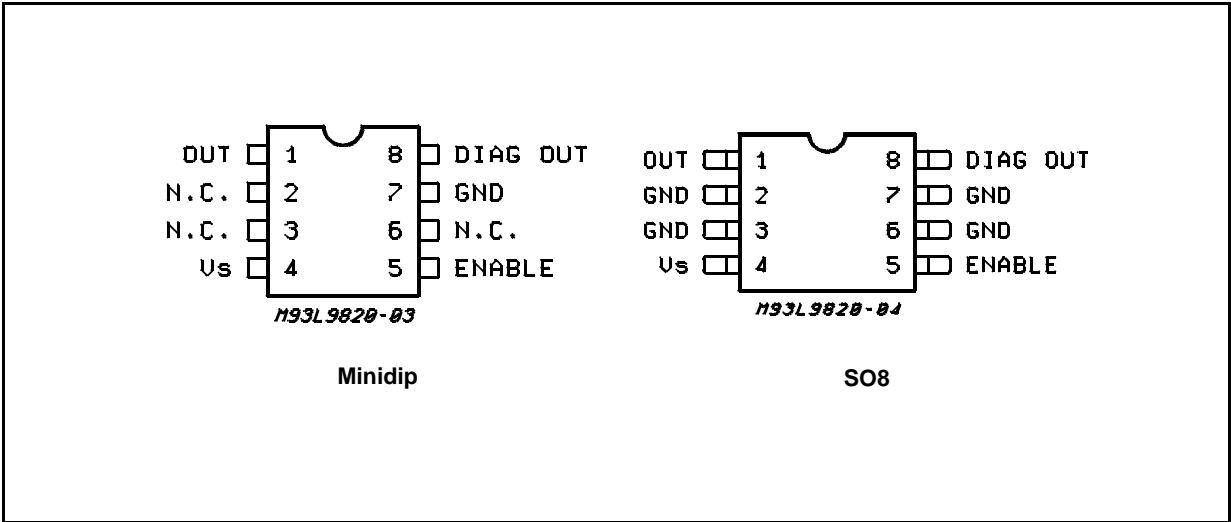 OUT 1 8 DIAG OUT
N.C. 2 7 GND
N.C. 3 6 N.C.
Vs 4 5 ENABLE
M93L9820-03
Minidip
OUT 1 8 DIAG OUT
GND 2 7 GND
GND 3 6 GND
Vs 4 5 ENABLE
M93L9820-04
SO8